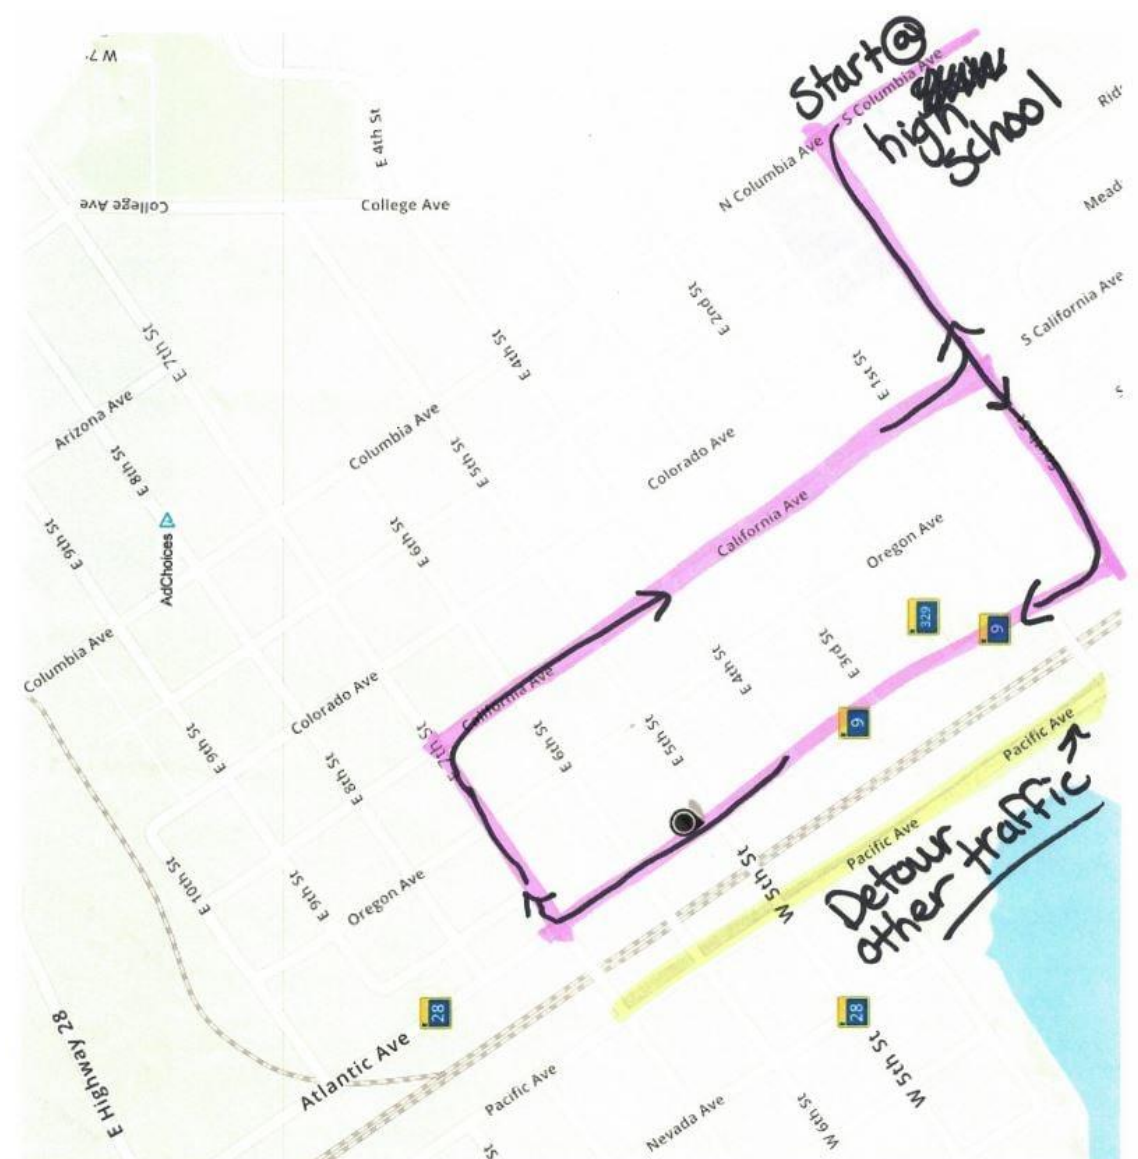 W 7
Start @
S Columbia Ave
high
School
E 4th St
N Columbia Ave
College Ave
College Ave
Mead
E 2nd St
S California Ave
E 7th St
E 4th St
E 1st St
Arizona Ave
Columbia Ave
E 8th St
E 5th St
Colorado Ave
E 9th St
AdChoices
E 6th St
California Ave
Oregon Ave
329
9
Columbia Ave
E 4th St
E 3rd St
California Ave
Colorado Ave
E 7th St
E 9th St
E 8th St
E 6th St
E 5th St
9
Pacific Ave
Detour
other traffic
Pacific Ave
W 5th St
E 10th St
E 9th St
Oregon Ave
28
28
E Highway 28
Atlantic Ave
W 5th St
Pacific Ave
Nevada Ave
W 6th St
St